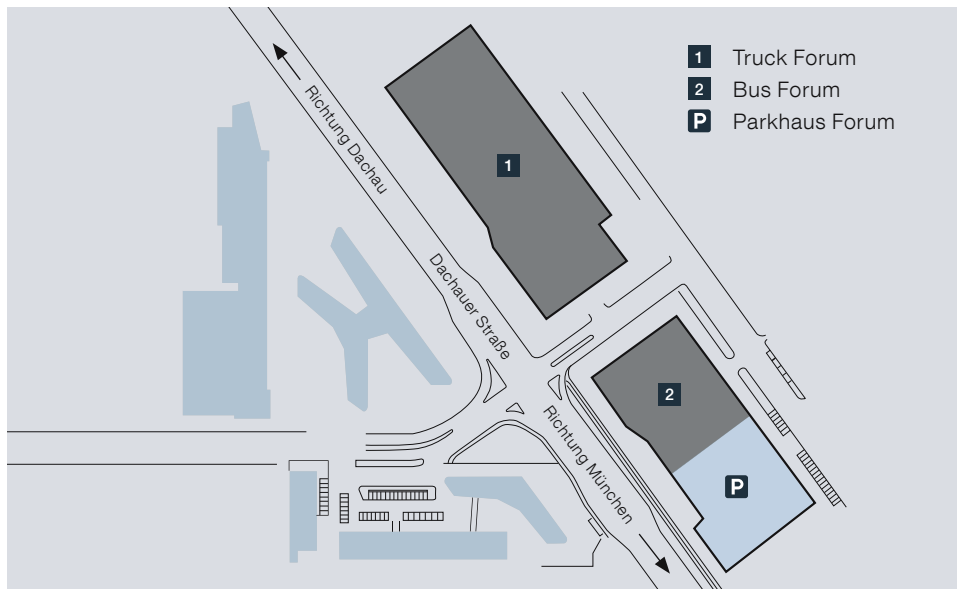 1 Truck Forum
2 Bus Forum
P Parkhaus Forum
Richtung Dachau
1
Dachauer Straße
2
Richtung München
P